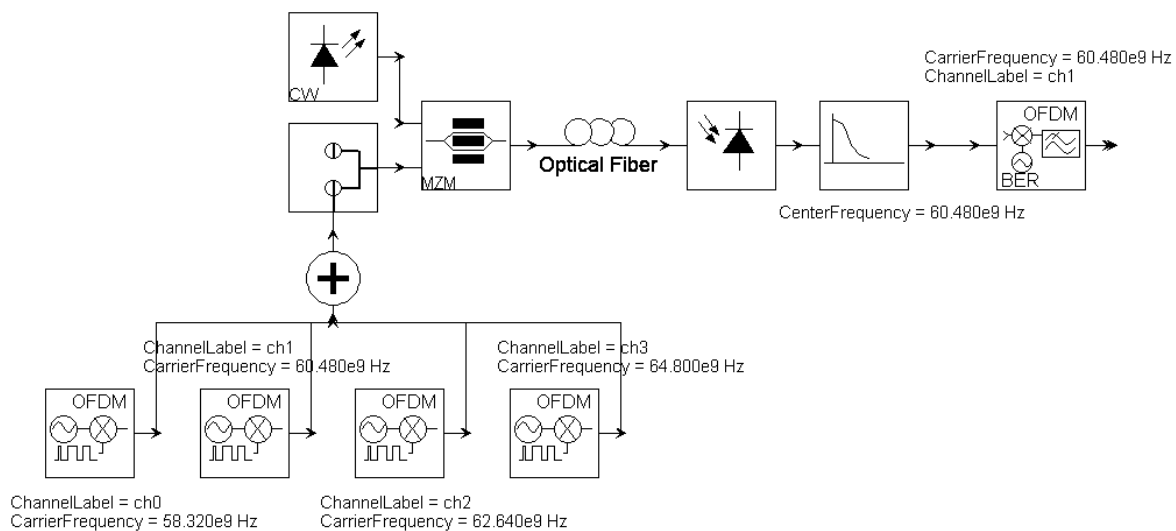 CarrierFrequency = 60.480e9 Hz
ChannelLabel = ch1
CW
OFDM
MZM
Optical Fiber
BER
CenterFrequency = 60.480e9 Hz
ChannelLabel = ch1
CarrierFrequency = 60.480e9 Hz
ChannelLabel = ch3
CarrierFrequency = 64.800e9 Hz
OFDM
OFDM
OFDM
OFDM
ChannelLabel = ch0
CarrierFrequency = 58.320e9 Hz
ChannelLabel = ch2
CarrierFrequency = 62.640e9 Hz